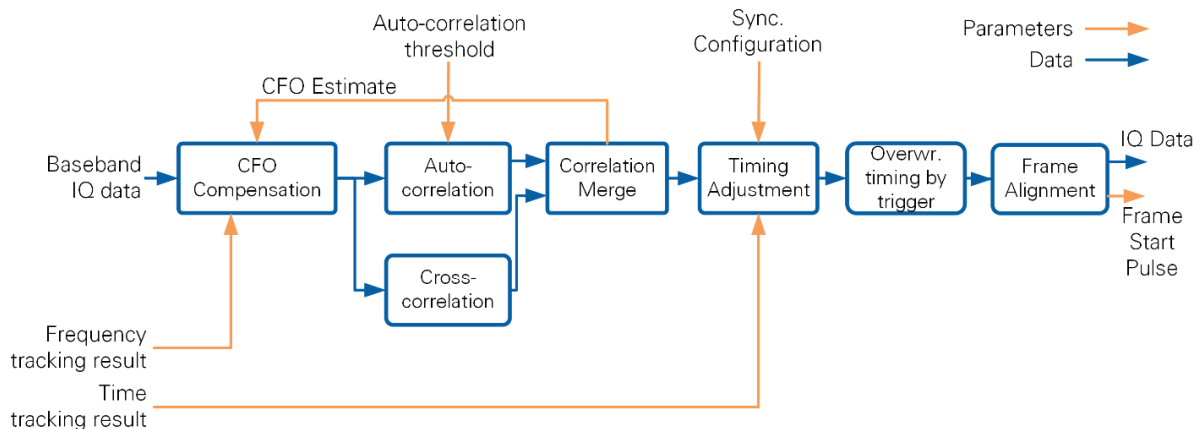 Auto-correlation
threshold
Sync.
Configuration
Parameters
Data
CFO Estimate
Baseband
IQ data
CFO
Compensation
Auto-
correlation
Correlation
Merge
Timing
Adjustment
Overwr.
timing by
trigger
Frame
Alignment
IQ Data
Frame
Start
Pulse
Cross-
correlation
Frequency
tracking result
Time
tracking result